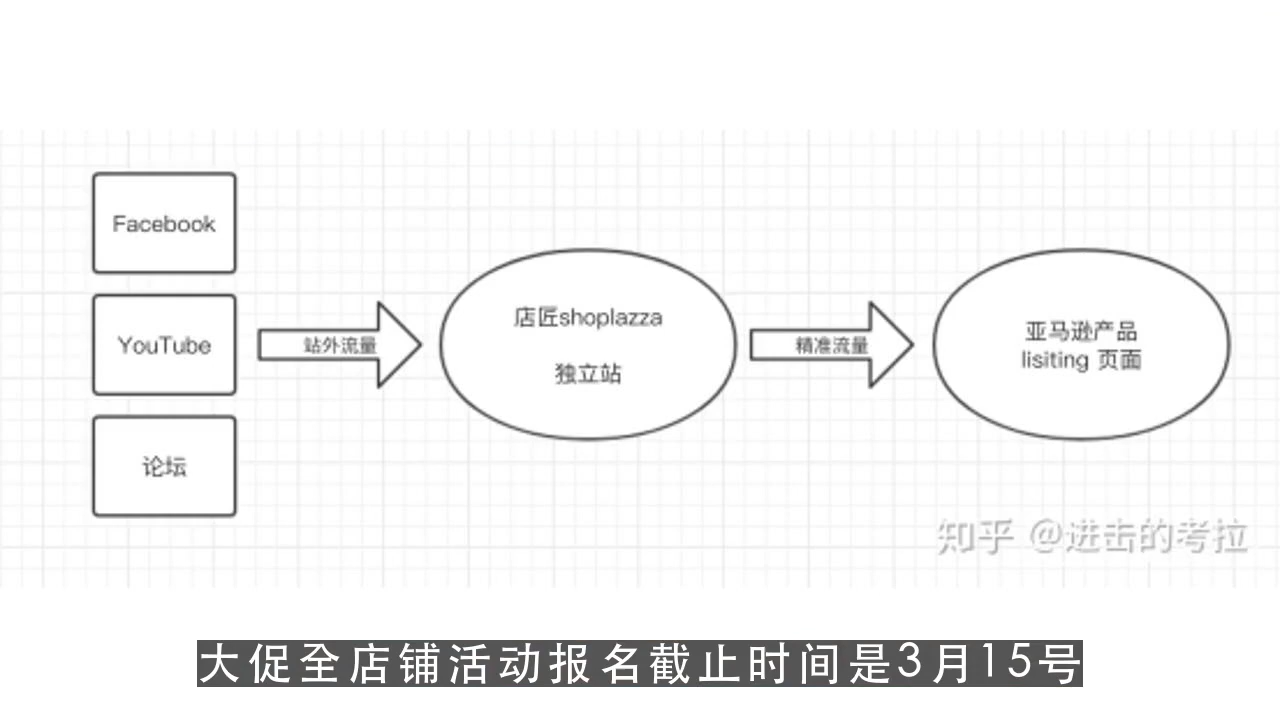 Facebook
YouTube
论坛
站外流量
店匠shoplazza
独立站
精准流量
亚马逊产品
lisiting 页面
知乎 @进击的考拉
大促全店铺活动报名截止时间是3月15号